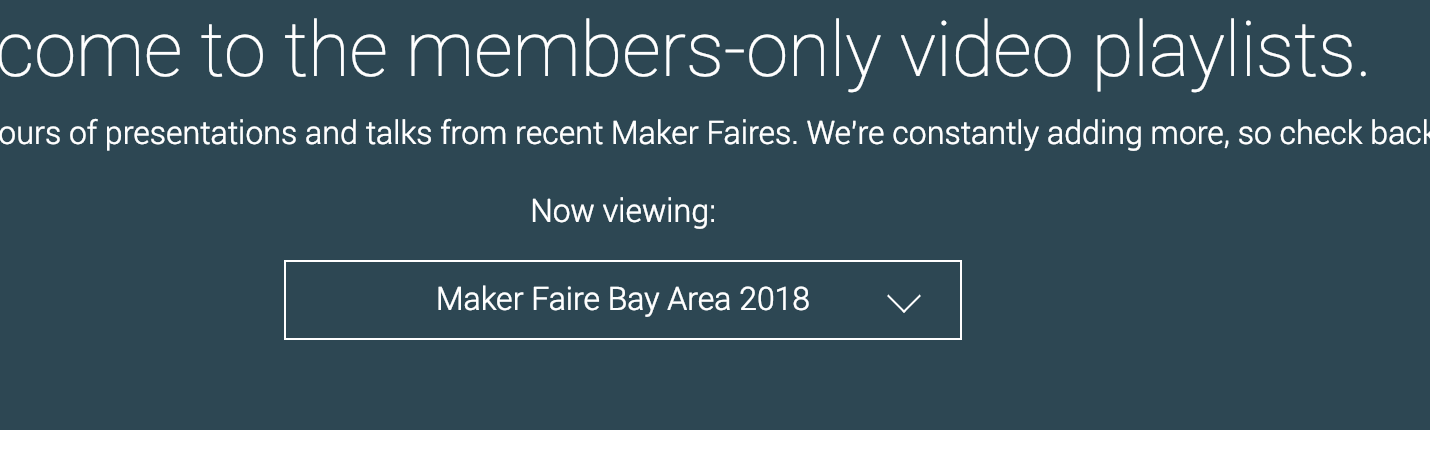 come to the members-only video playlists.
ours of presentations and talks from recent Maker Faires. We're constantly adding more, so check back
Now viewing:
Maker Faire Bay Area 2018